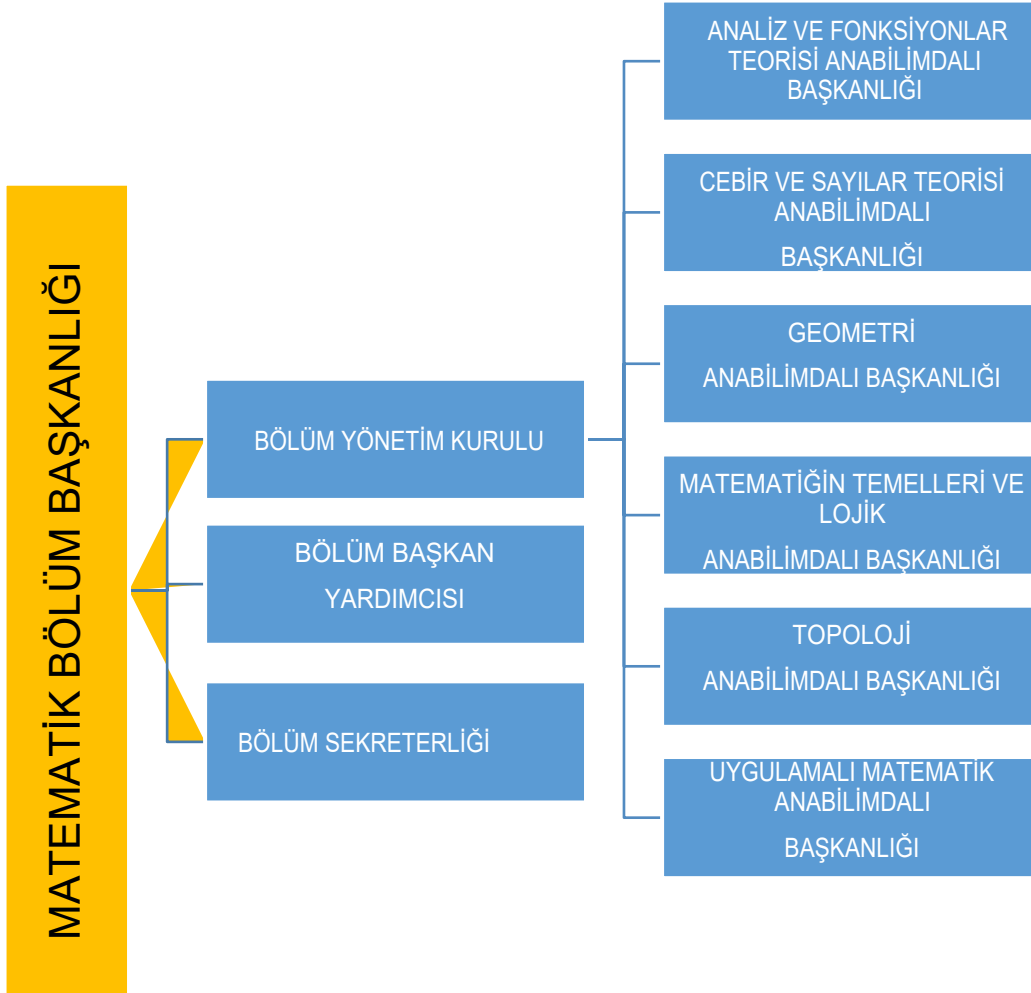 MATEMATİK BÖLÜM BAŞKANLIĞI
BÖLÜM YÖNETİM KURULU
BÖLÜM BAŞKAN
YARDIMCISI
BÖLÜM SEKRETERLİĞİ
ANALİZ VE FONKSİYONLAR
TEORİSİ ANABİLİMDALI
BAŞKANLIĞI
CEBİR VE SAYILAR TEORİSİ
ANABİLİMDALI
BAŞKANLIĞI
GEOMETRİ
ANABİLİMDALI BAŞKANLIĞI
MATEMATİĞİN TEMELLERİ VE
LOJİK
ANABİLİMDALI BAŞKANLIĞI
TOPOLOJİ
ANABİLİMDALI BAŞKANLIĞI
UYGULAMALI MATEMATİK
ANABİLİMDALI
BAŞKANLIĞI